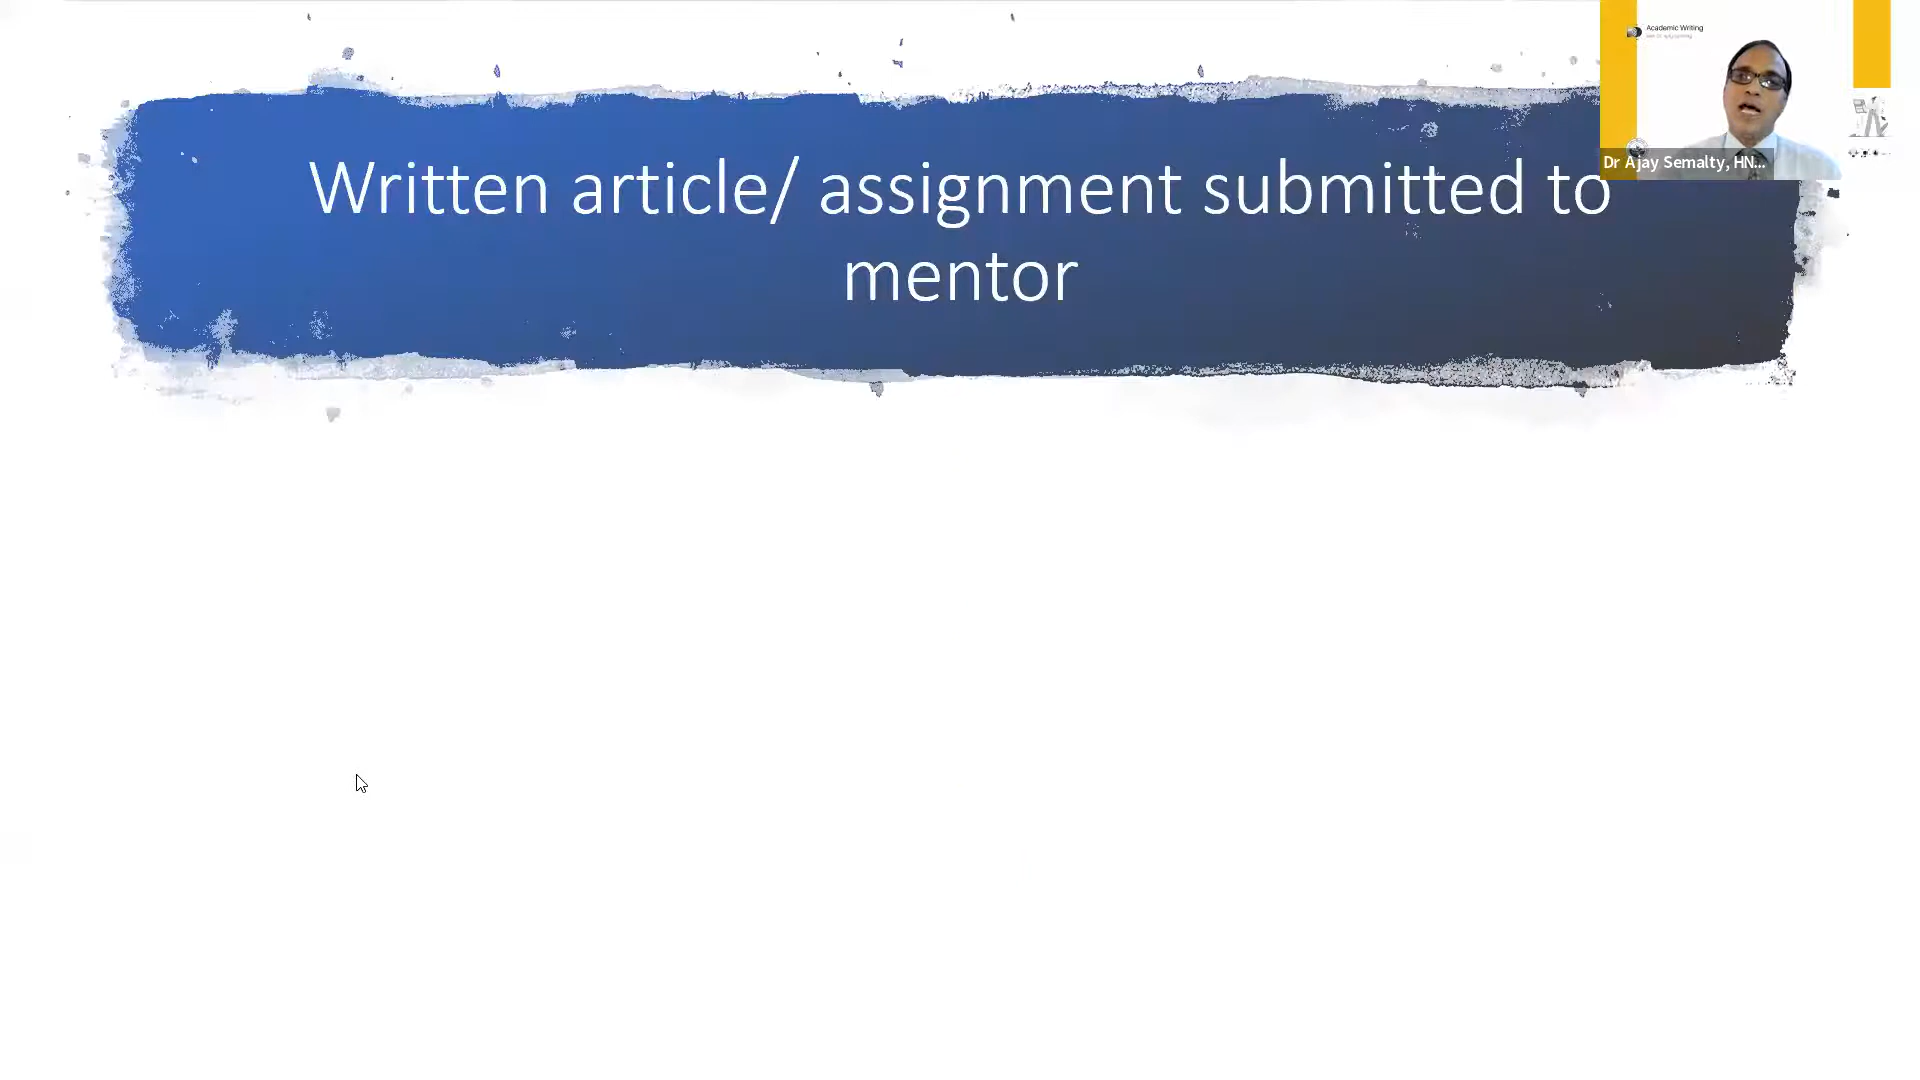 Academic Writing
Dr Ajay Semalty, HN...
Written article/ assignment submitted to
mentor